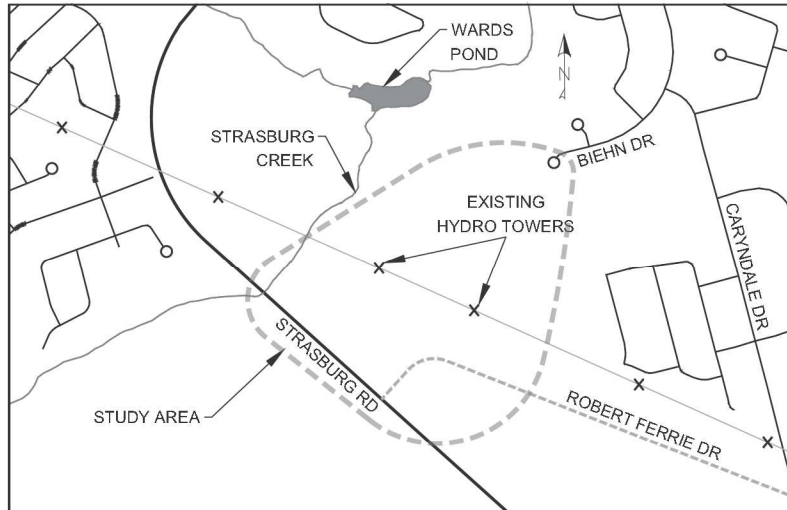 WARDS
POND
N
STRASBURG
CREEK
BIEHN DR
EXISTING
HYDRO TOWERS
CARYNDALE DR
STRASBURG RD
STUDY AREA
ROBERT FERRIE DR